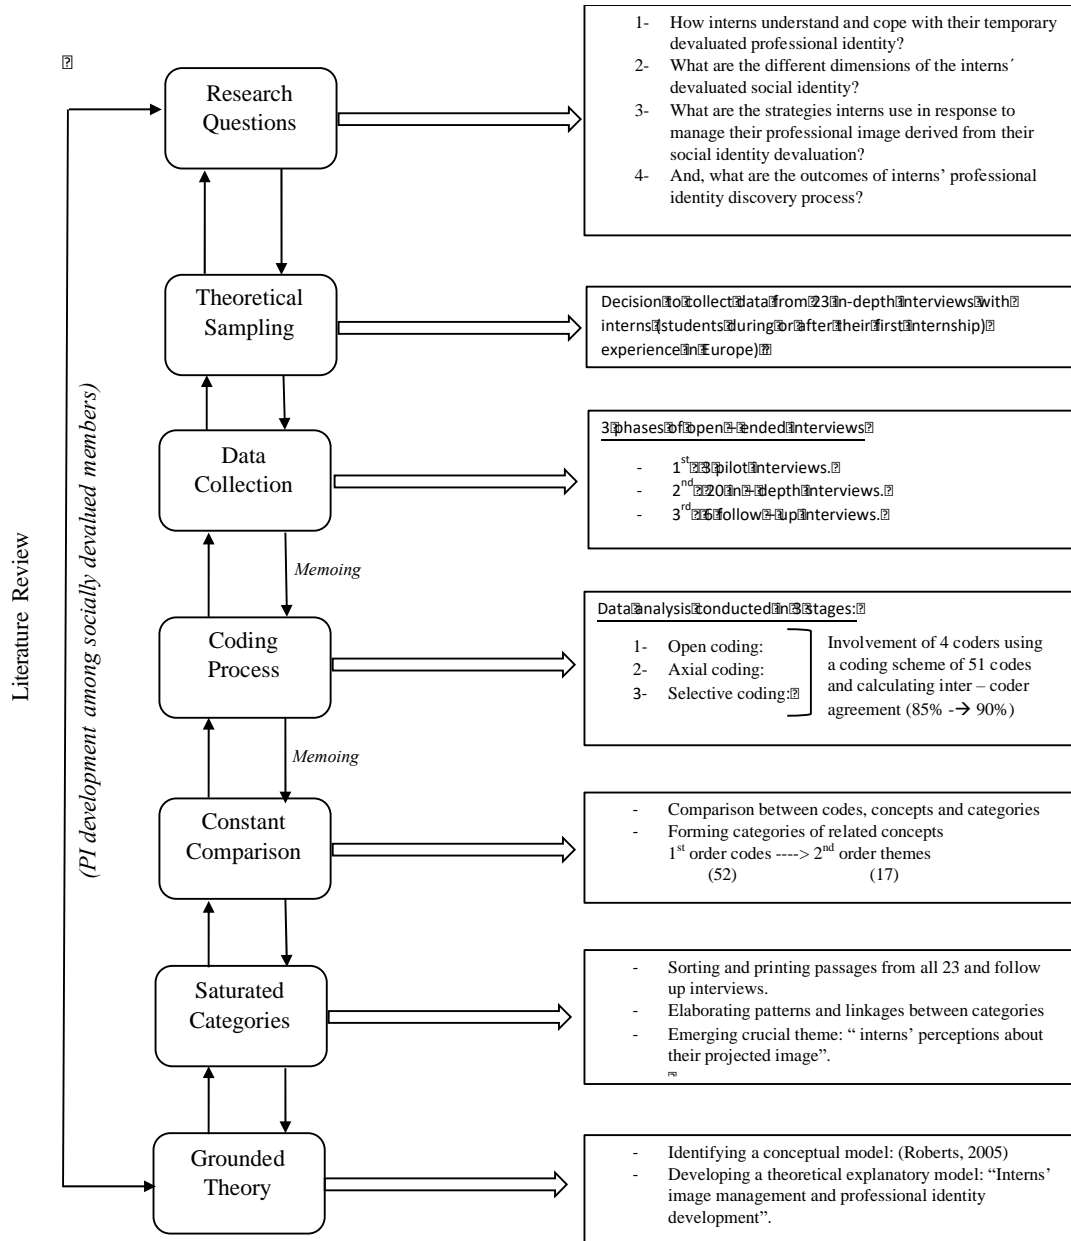 1- How interns understand and cope with their temporary
devaluated professional identity?
2- What are the different dimensions of the interns´
devaluated social identity?
3- What are the strategies interns use in response to
manage their professional image derived from their
social identity devaluation?
4- And, what are the outcomes of interns’ professional
identity discovery process?
Research
Questions
Theoretical
Sampling
Decision to collect data from 23 in-depth interviews with
interns (students during or after their first internship)
experience in Europe)
Data
Collection
3 phases of open – ended interviews
- 1st 3 pilot interviews.
- 2nd 20 in – depth interviews.
- 3rd 6 follow – up interviews.
Memoing
Coding
Process
Data analysis conducted in 3 stages:
1- Open coding:
2- Axial coding:
3- Selective coding:
Involvement of 4 coders using
a coding scheme of 51 codes
and calculating inter – coder
agreement (85% -→ 90%)
Memoing
Constant
Comparison
- Comparison between codes, concepts and categories
- Forming categories of related concepts
1st order codes ----> 2nd order themes
(52) (17)
Saturated
Categories
- Sorting and printing passages from all 23 and follow
up interviews.
- Elaborating patterns and linkages between categories
- Emerging crucial theme: “ interns’ perceptions about
their projected image”.
Grounded
Theory
- Identifying a conceptual model: (Roberts, 2005)
- Developing a theoretical explanatory model: “Interns’
image management and professional identity
development”.
Literature Review
(PI development among socially devalued members)